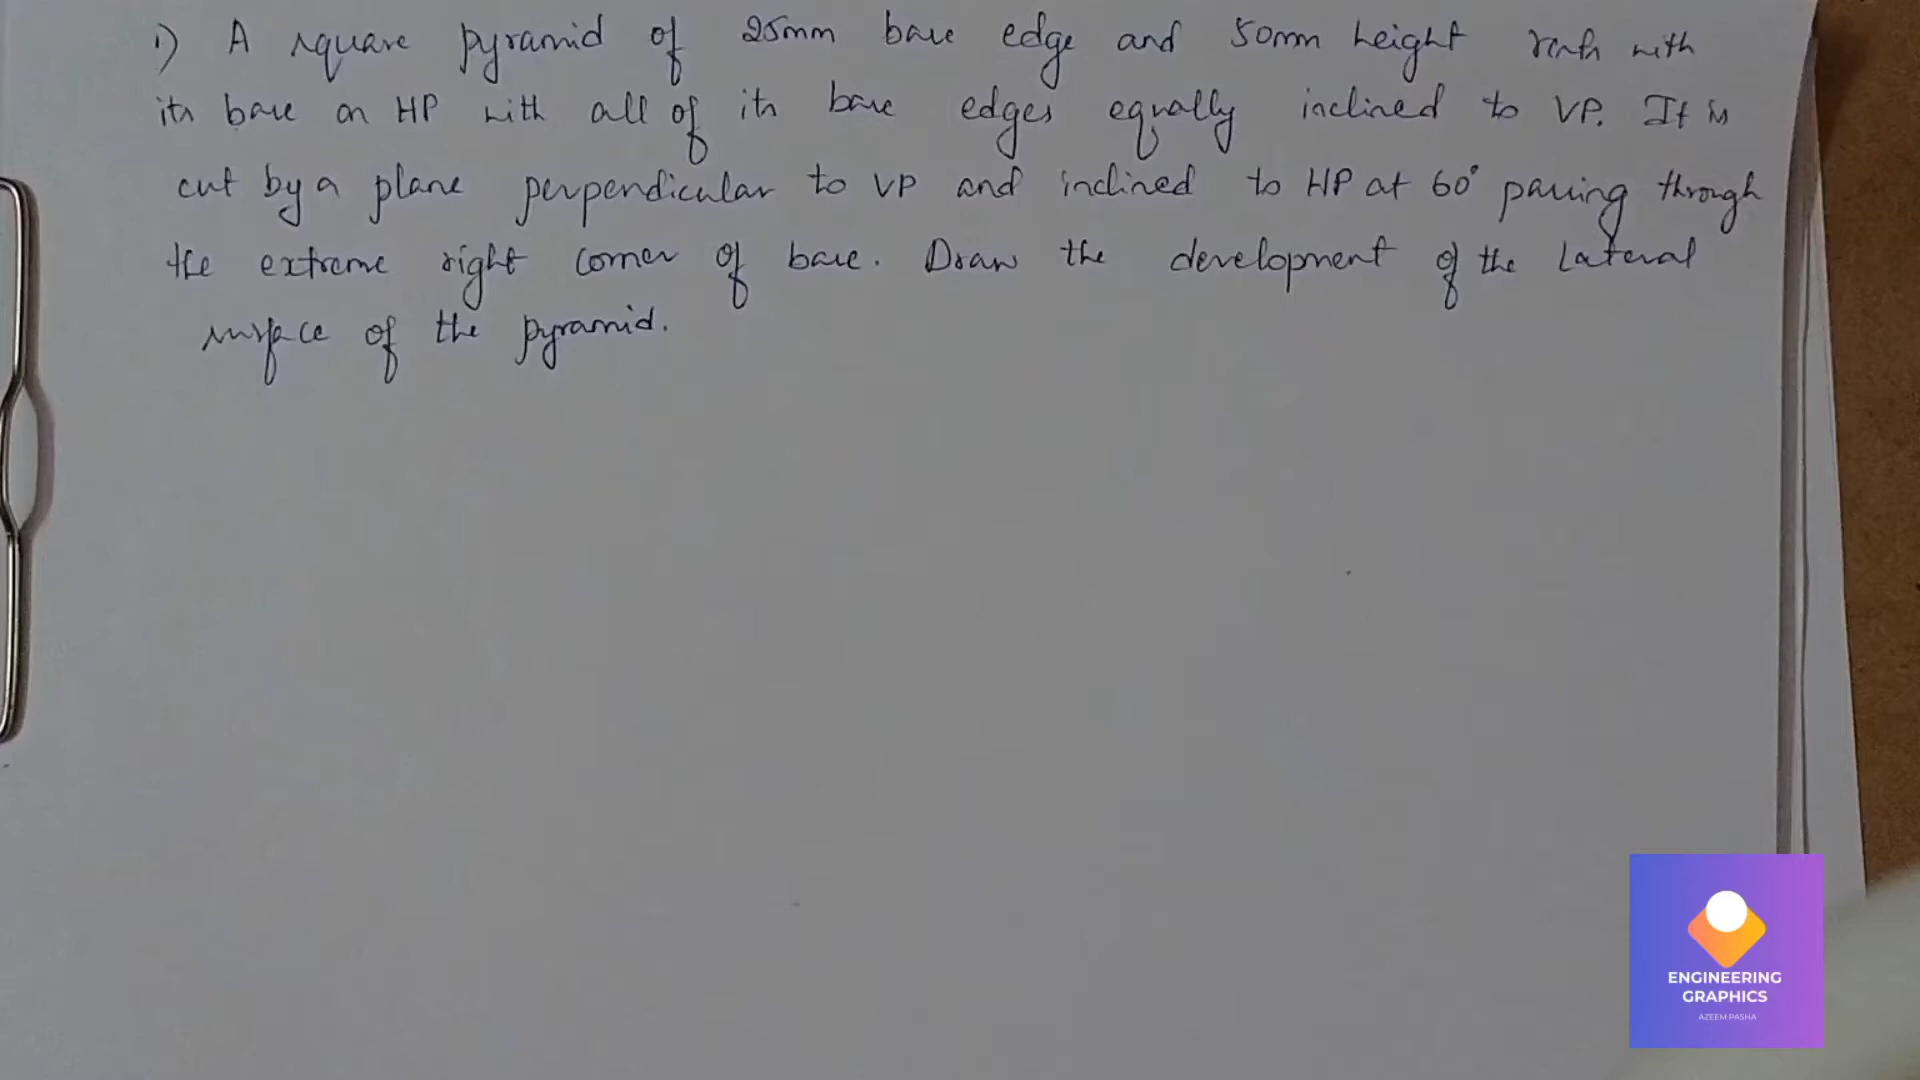 1) A square pyramid of 25mm base edge and 50mm height rests with
its base on HP with all of its base edges equally inclined to VP. It is
cut by a plane perpendicular to VP and inclined to HP at 60° passing through
the extreme right corner of base. Draw the development of the Lateral
surface of the pyramid.
ENGINEERING
GRAPHICS
AZEEM PASHA